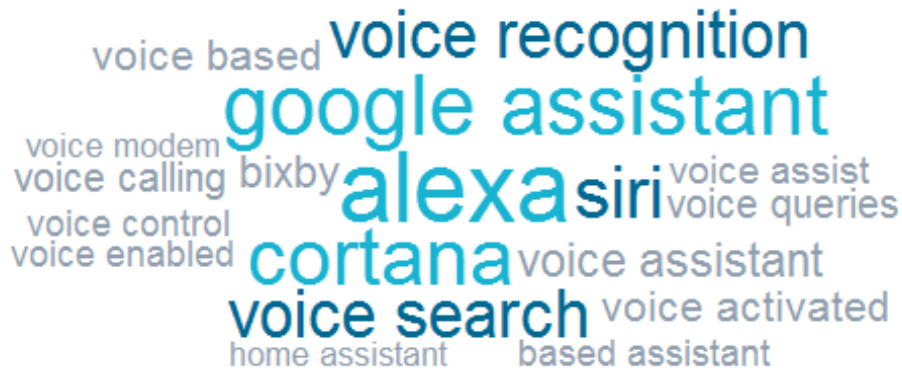 voice recognition
voice based
google assistant
voice modem
voice calling
bixby
alexa
siri
voice assist
voice queries
voice control
voice enabled
cortana
voice assistant
voice search
voice activated
home assistant
based assistant